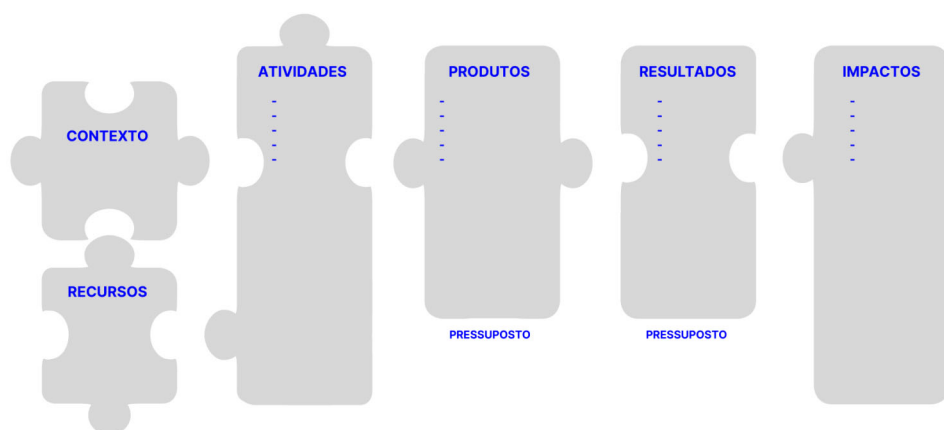 CONTEXTO
RECURSOS
ATIVIDADES
-
-
-
-
-
PRODUTOS
-
-
-
-
-
PRESSUPOSTO
RESULTADOS
-
-
-
-
-
PRESSUPOSTO
IMPACTOS
-
-
-
-
-